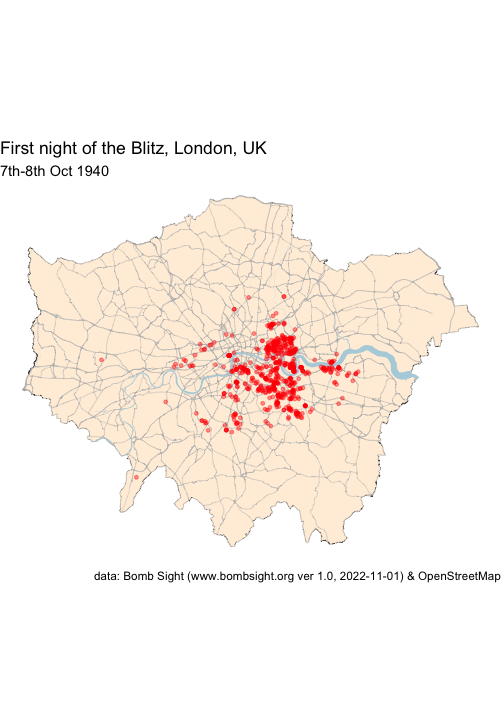 First night of the Blitz, London, UK
7th-8th Oct 1940
data: Bomb Sight (www.bombsight.org ver 1.0, 2022-11-01) & OpenStreetMap